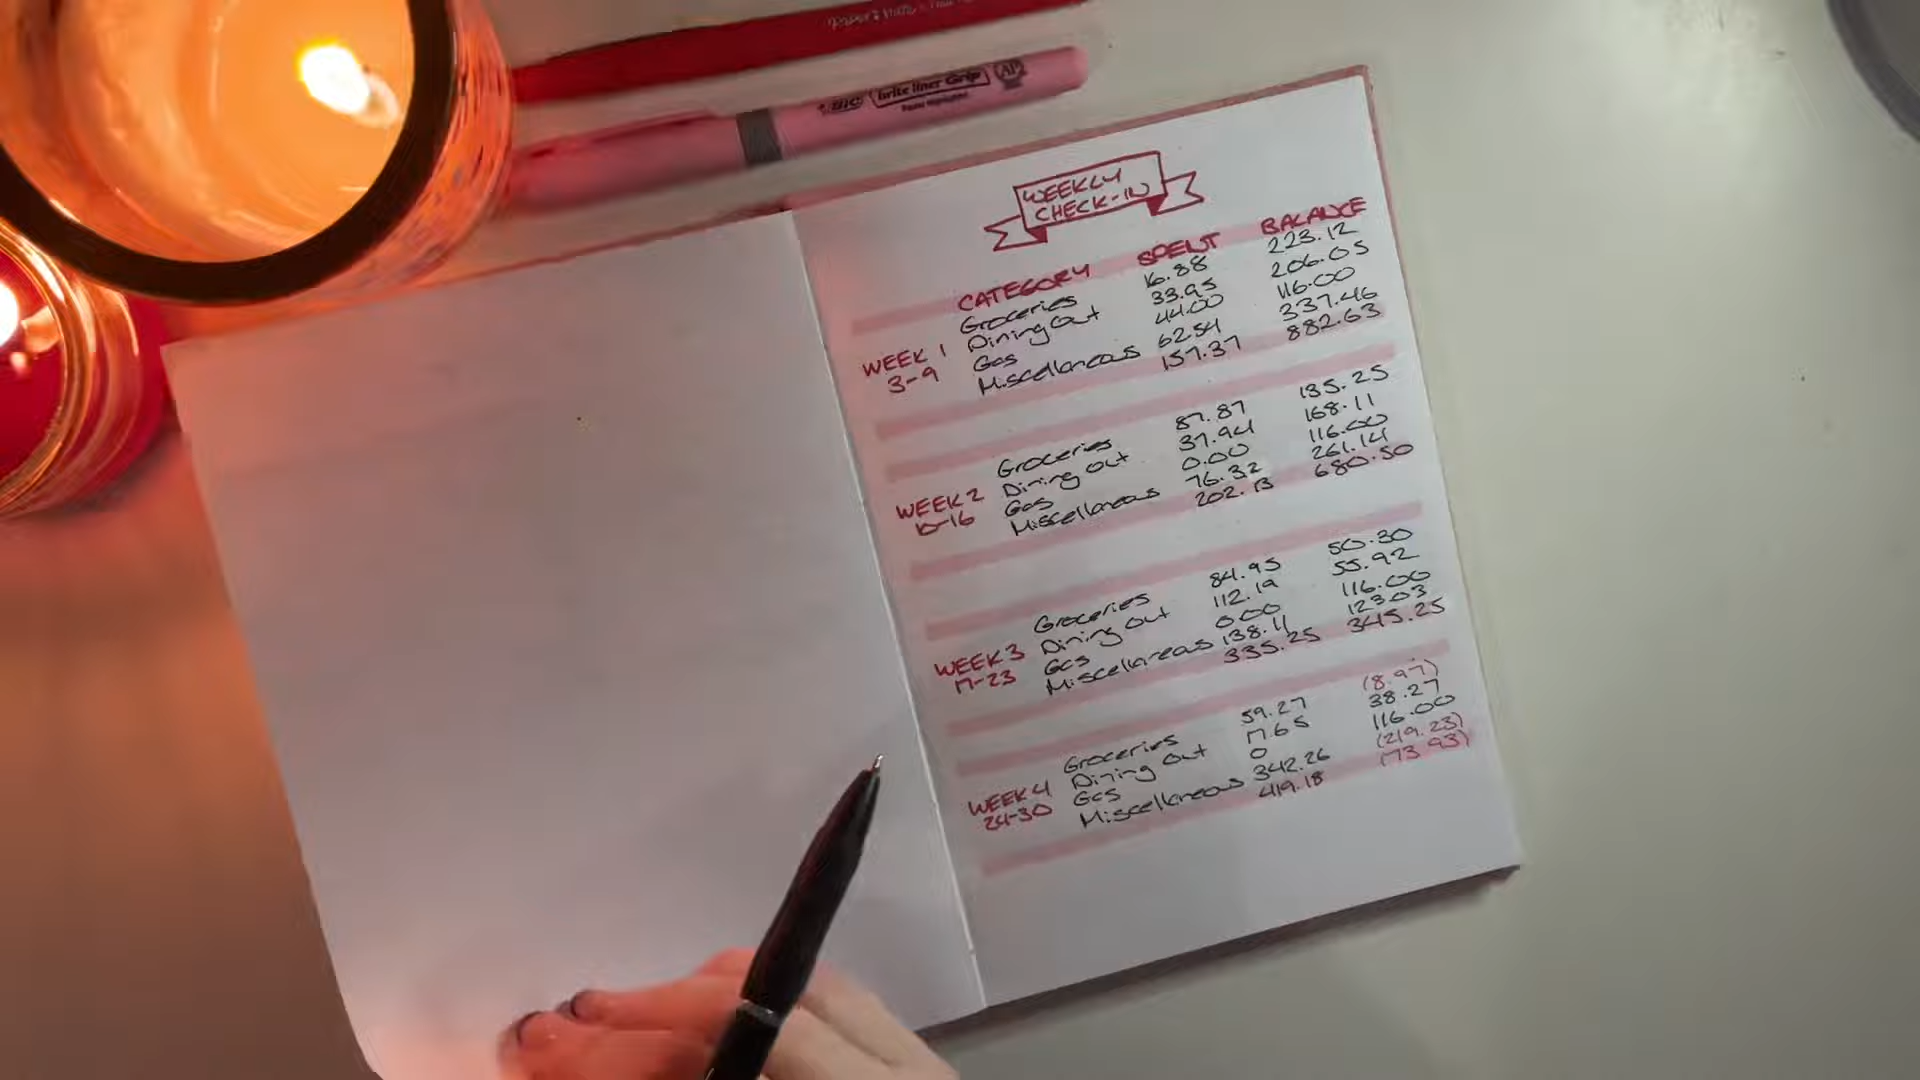 BIC brite liner Grip AP
WEEKLY
CHECK-IN
CATEGORY SPENT BALANCE
Groceries 16.88 223.12
Dining Out 33.95 206.05
WEEK 1 Gas 44.00 116.00
3-9 Miscellaneous 62.54 337.46
157.37 882.63
Groceries 87.87 135.25
Dining out 37.94 168.11
WEEK 2 Gas 0.00 116.00
10-16 Miscellaneous 76.32 261.14
202.13 680.50
Groceries 84.95 50.30
Dining out 112.19 55.92
WEEK 3 Gas 0.00 116.00
17-23 Miscellaneous 138.11 123.03
335.25 345.25
Groceries 59.27 (8.97)
Dining Out 17.65 38.27
WEEK 4 Gas 0 116.00
24-30 Miscellaneous 342.26 (219.23)
419.18 (73.93)